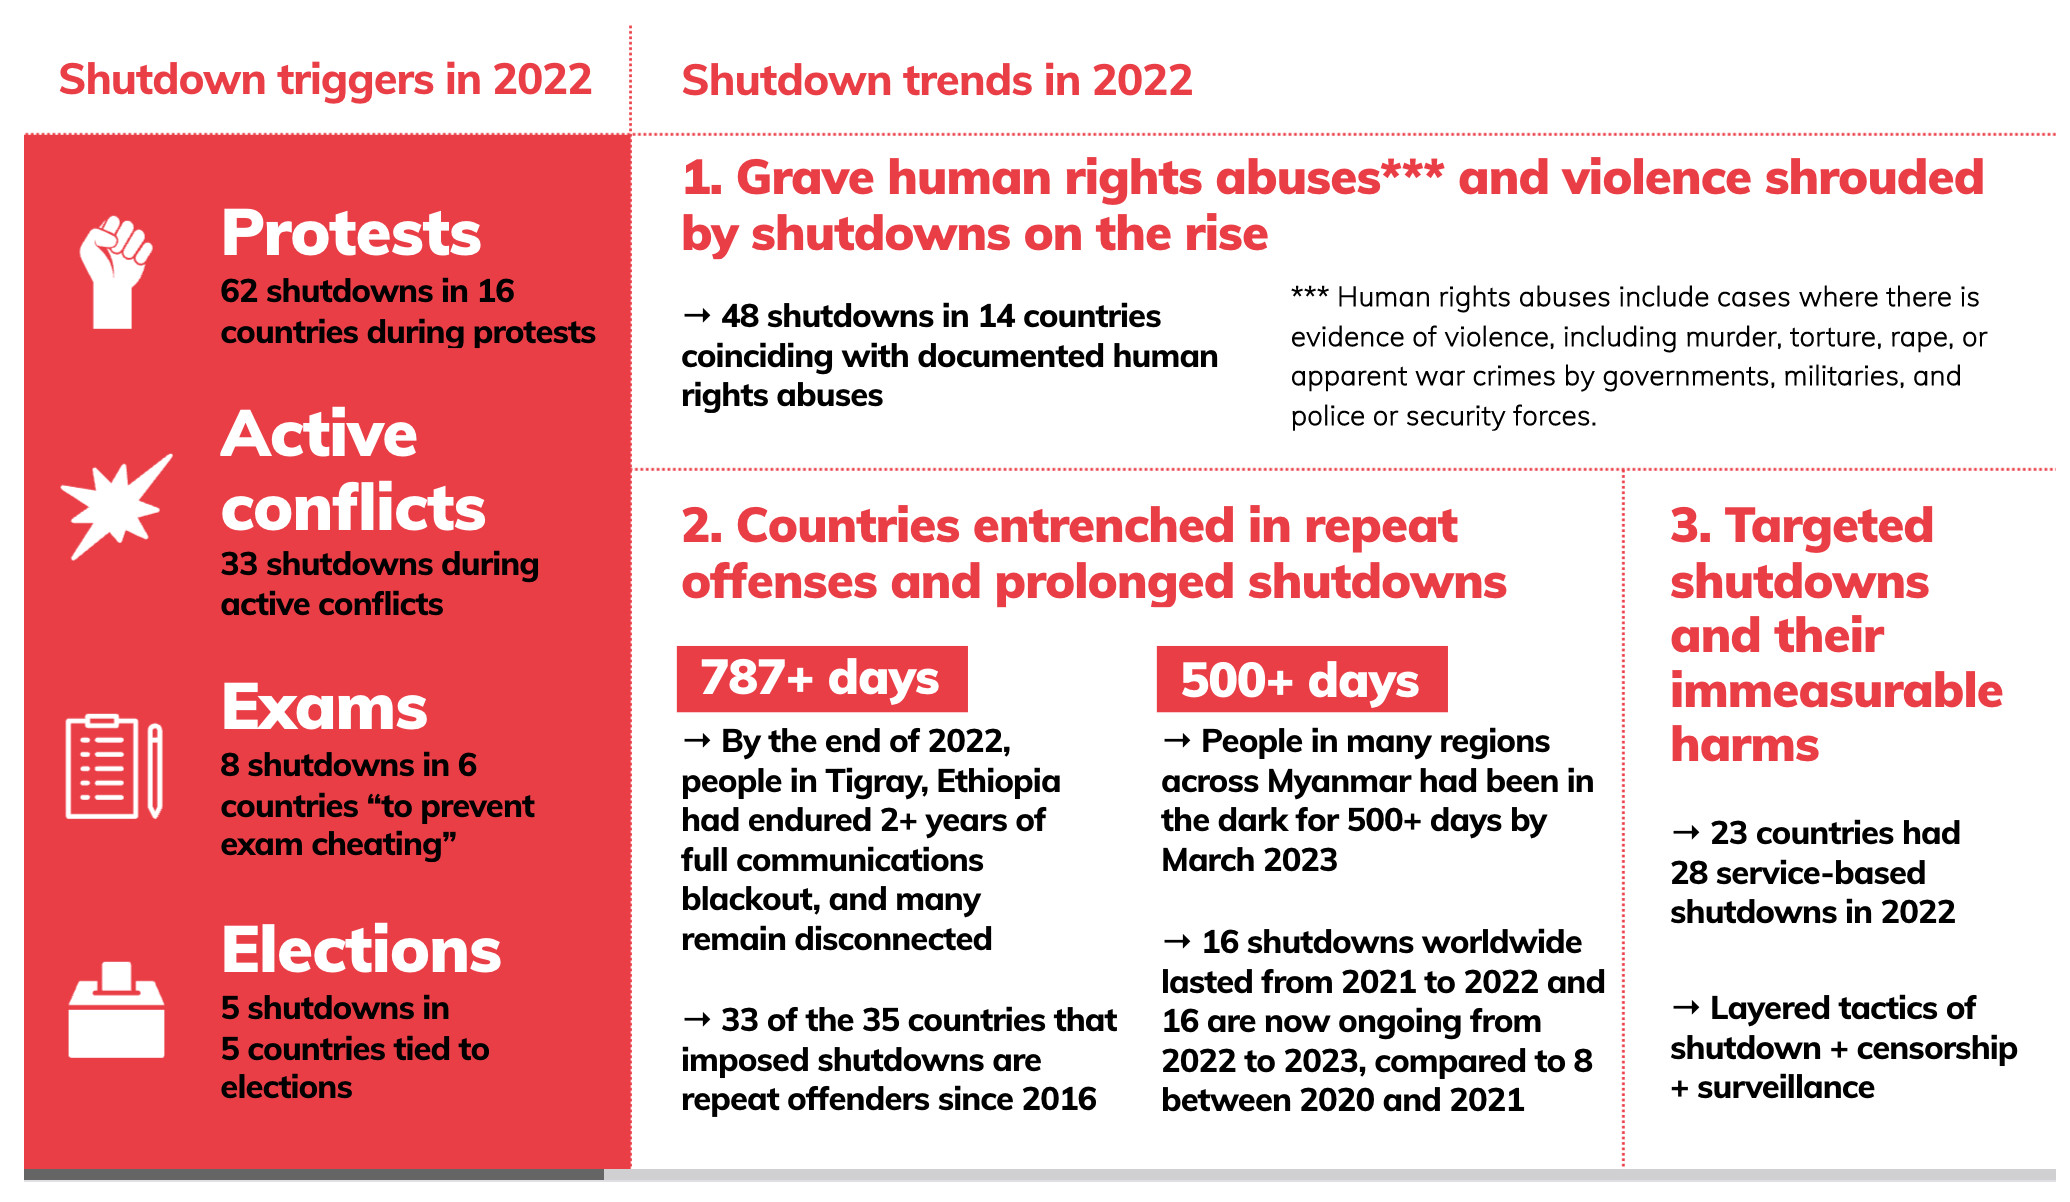 Shutdown triggers in 2022
Protests
62 shutdowns in 16
countries during protests
Active
conflicts
33 shutdowns during
active conflicts
Exams
8 shutdowns in 6
countries “to prevent
exam cheating”
Elections
5 shutdowns in
5 countries tied to
elections
Shutdown trends in 2022
1. Grave human rights abuses*** and violence shrouded
by shutdowns on the rise
→ 48 shutdowns in 14 countries
coinciding with documented human
rights abuses
*** Human rights abuses include cases where there is
evidence of violence, including murder, torture, rape, or
apparent war crimes by governments, militaries, and
police or security forces.
2. Countries entrenched in repeat
offenses and prolonged shutdowns
787+ days
→ By the end of 2022,
people in Tigray, Ethiopia
had endured 2+ years of
full communications
blackout, and many
remain disconnected
→ 33 of the 35 countries that
imposed shutdowns are
repeat offenders since 2016
500+ days
→ People in many regions
across Myanmar had been in
the dark for 500+ days by
March 2023
→ 16 shutdowns worldwide
lasted from 2021 to 2022 and
16 are now ongoing from
2022 to 2023, compared to 8
between 2020 and 2021
3. Targeted
shutdowns
and their
immeasurable
harms
→ 23 countries had
28 service-based
shutdowns in 2022
→ Layered tactics of
shutdown + censorship
+ surveillance